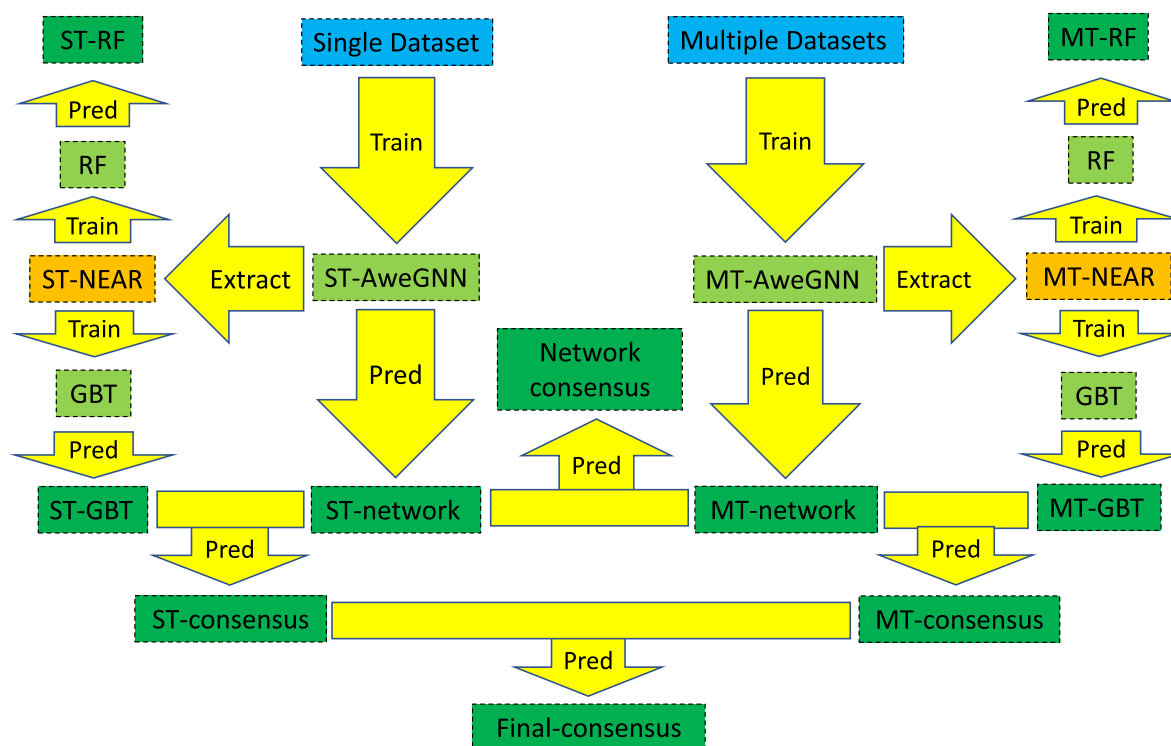 ST-RF
Single Dataset
Multiple Datasets
MT-RF
Pred
Pred
Train
Train
RF
RF
Train
Train
ST-NEAR
Extract
ST-AweGNN
MT-AweGNN
Extract
MT-NEAR
Train
Train
Network
consensus
Pred
Pred
GBT
GBT
Pred
Pred
Pred
ST-GBT
ST-network
MT-network
MT-GBT
Pred
Pred
ST-consensus
MT-consensus
Pred
Final-consensus